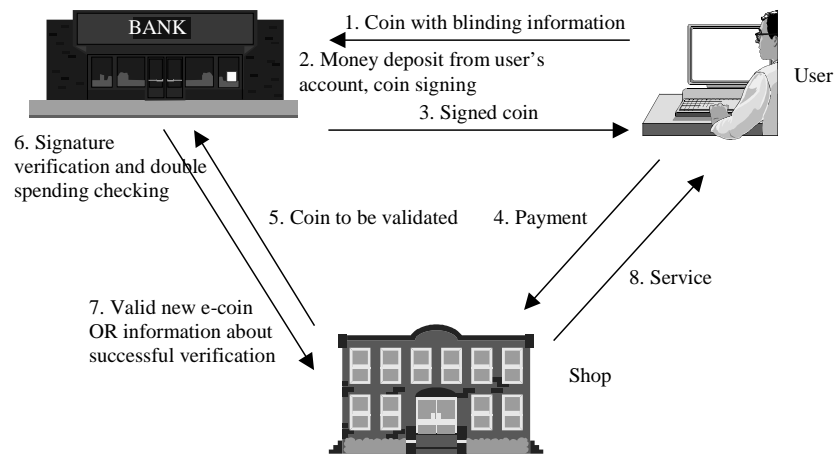 BANK
1. Coin with blinding information
2. Money deposit from user's
account, coin signing
3. Signed coin
User
6. Signature
verification and double
spending checking
5. Coin to be validated
4. Payment
8. Service
7. Valid new e-coin
OR information about
successful verification
Shop